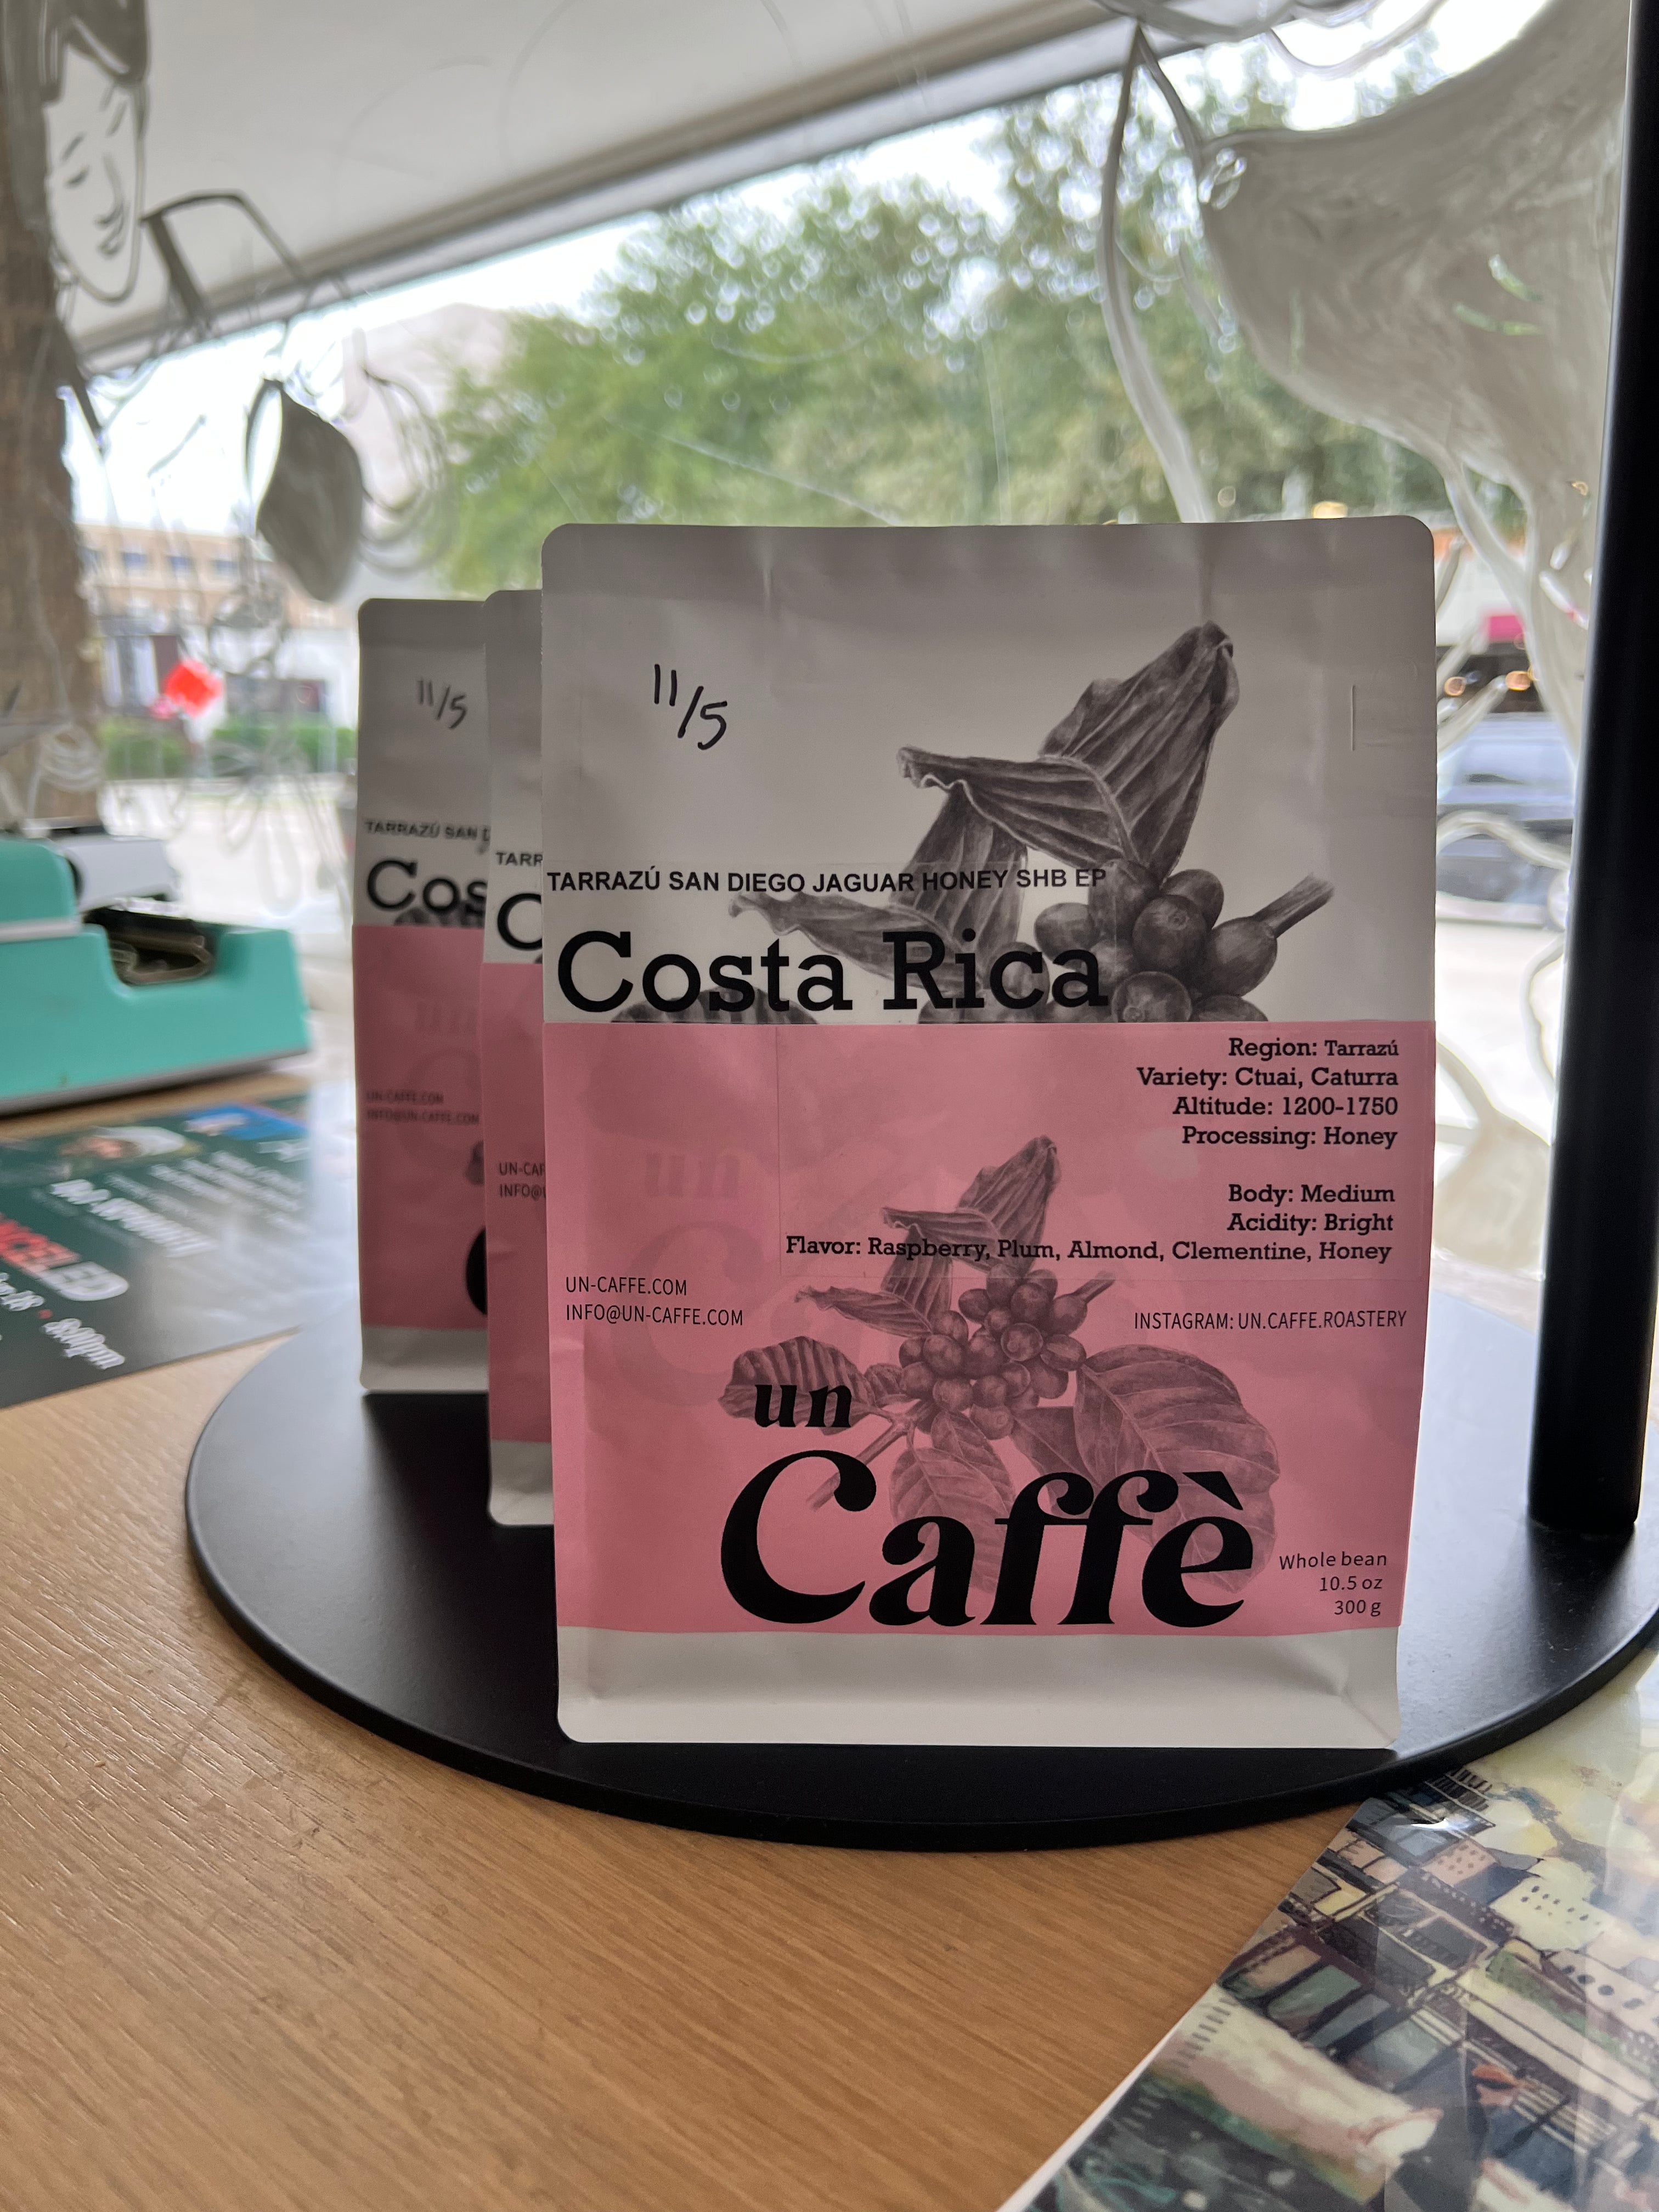 11/5
TARRAZÚ SAN DIEGO JAGUAR HONEY SHB EP
Costa Rica
Region: Tarrazú
Variety: Ctuai, Caturra
Altitude: 1200-1750
Processing: Honey
Body: Medium
Acidity: Bright
Flavor: Raspberry, Plum, Almond, Clementine, Honey
UN-CAFFE.COM
INFO@UN-CAFFE.COM
INSTAGRAM: UN.CAFFE.ROASTERY
un
Caffè
Whole bean
10.5 oz
300 g
11/5
TARRAZÚ SAN D
Cos
UN-CAFFE.COM
INFO@UN-CAFFE.COM
TARR
C
UN-CAF
INFO@